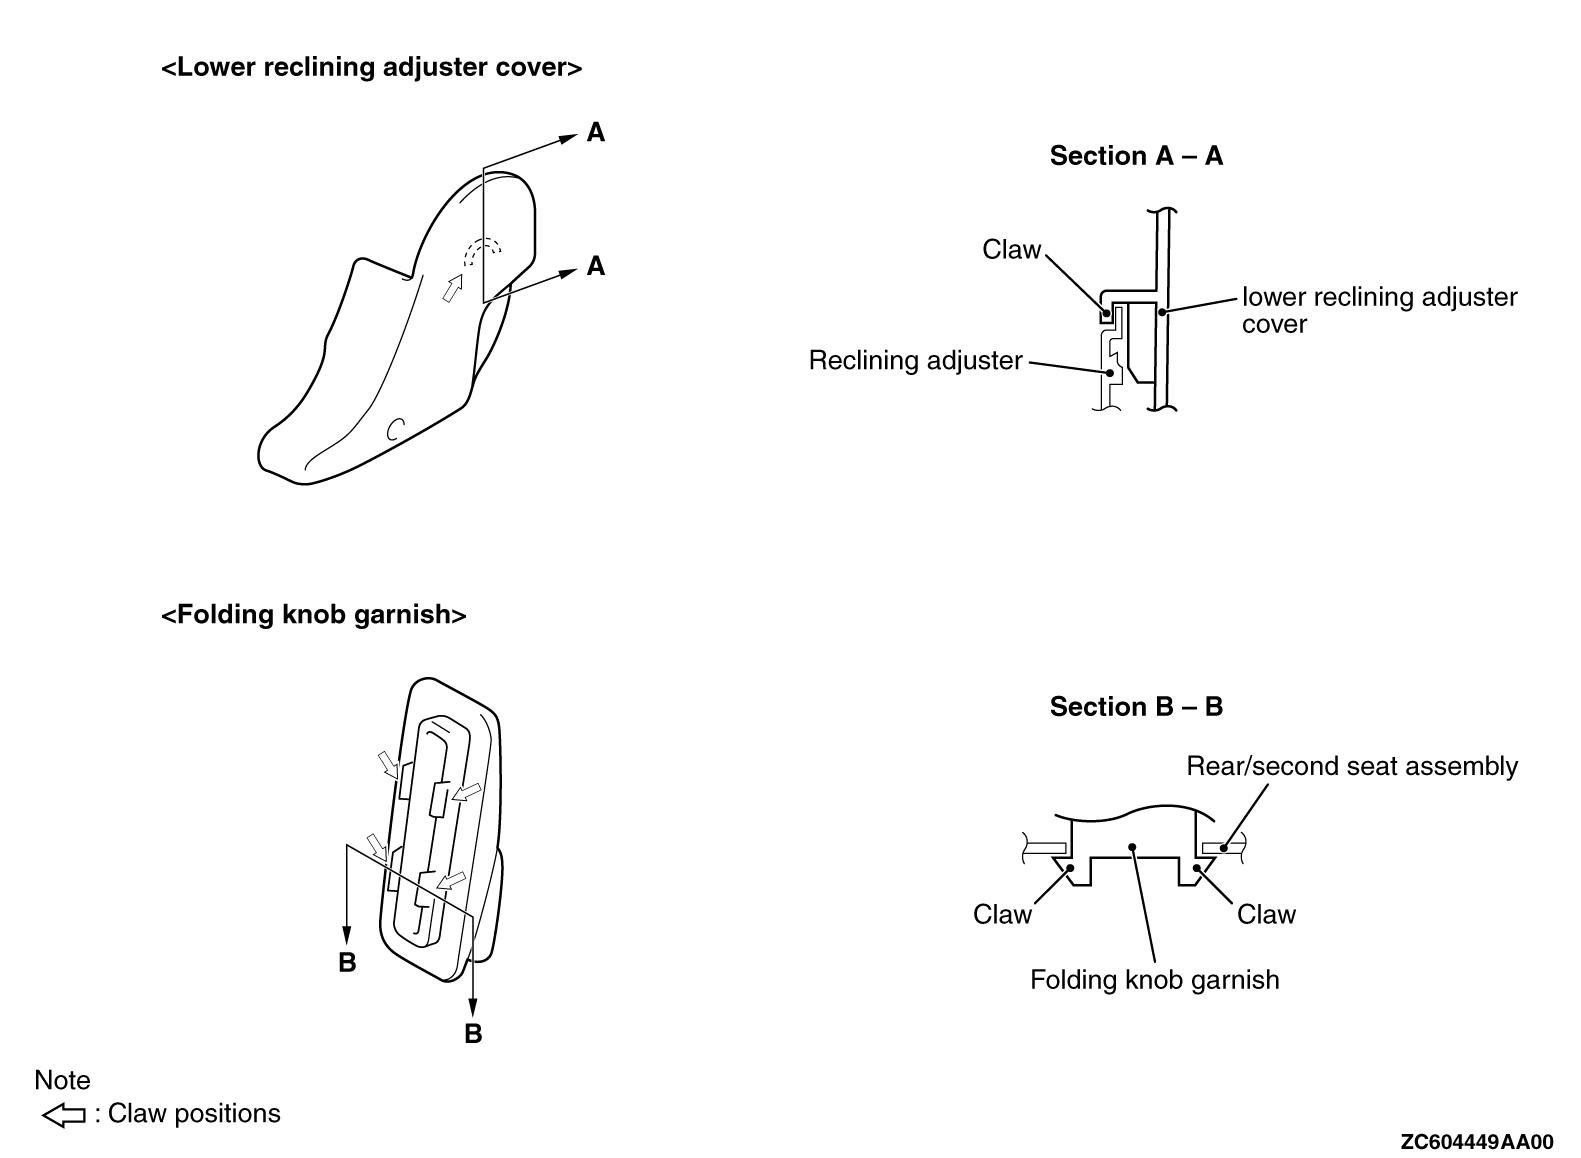 <Lower reclining adjuster cover>
A
A
Section A – A
Claw
lower reclining adjuster
cover
Reclining adjuster
<Folding knob garnish>
B
B
Section B – B
Rear/second seat assembly
Claw
Claw
Folding knob garnish
Note
: Claw positions
ZC604449AA00